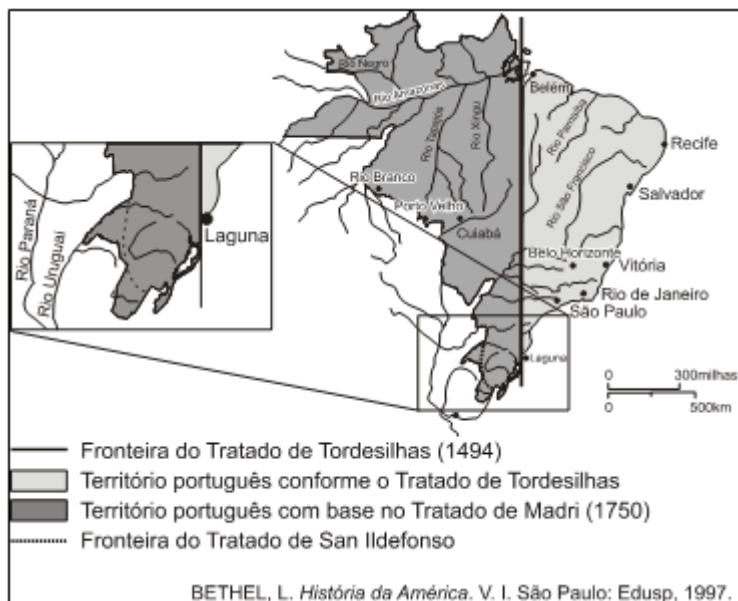 Rio Negro
Rio Amazonas
Belém
Rio Tapajós
Rio Xingu
Rio Parnaíba
Recife
Rio São Francisco
Salvador
Rio Branco
Porto Velho
Cuiabá
Rio Paraná
Rio Uruguai
Laguna
Belo Horizonte
Vitória
Rio de Janeiro
São Paulo
Laguna
0 300milhas
0 500km
Fronteira do Tratado de Tordesilhas (1494)
Território português conforme o Tratado de Tordesilhas
Território português com base no Tratado de Madri (1750)
Fronteira do Tratado de San Ildefonso
BETHEL, L. História da América. V. I. São Paulo: Edusp, 1997.